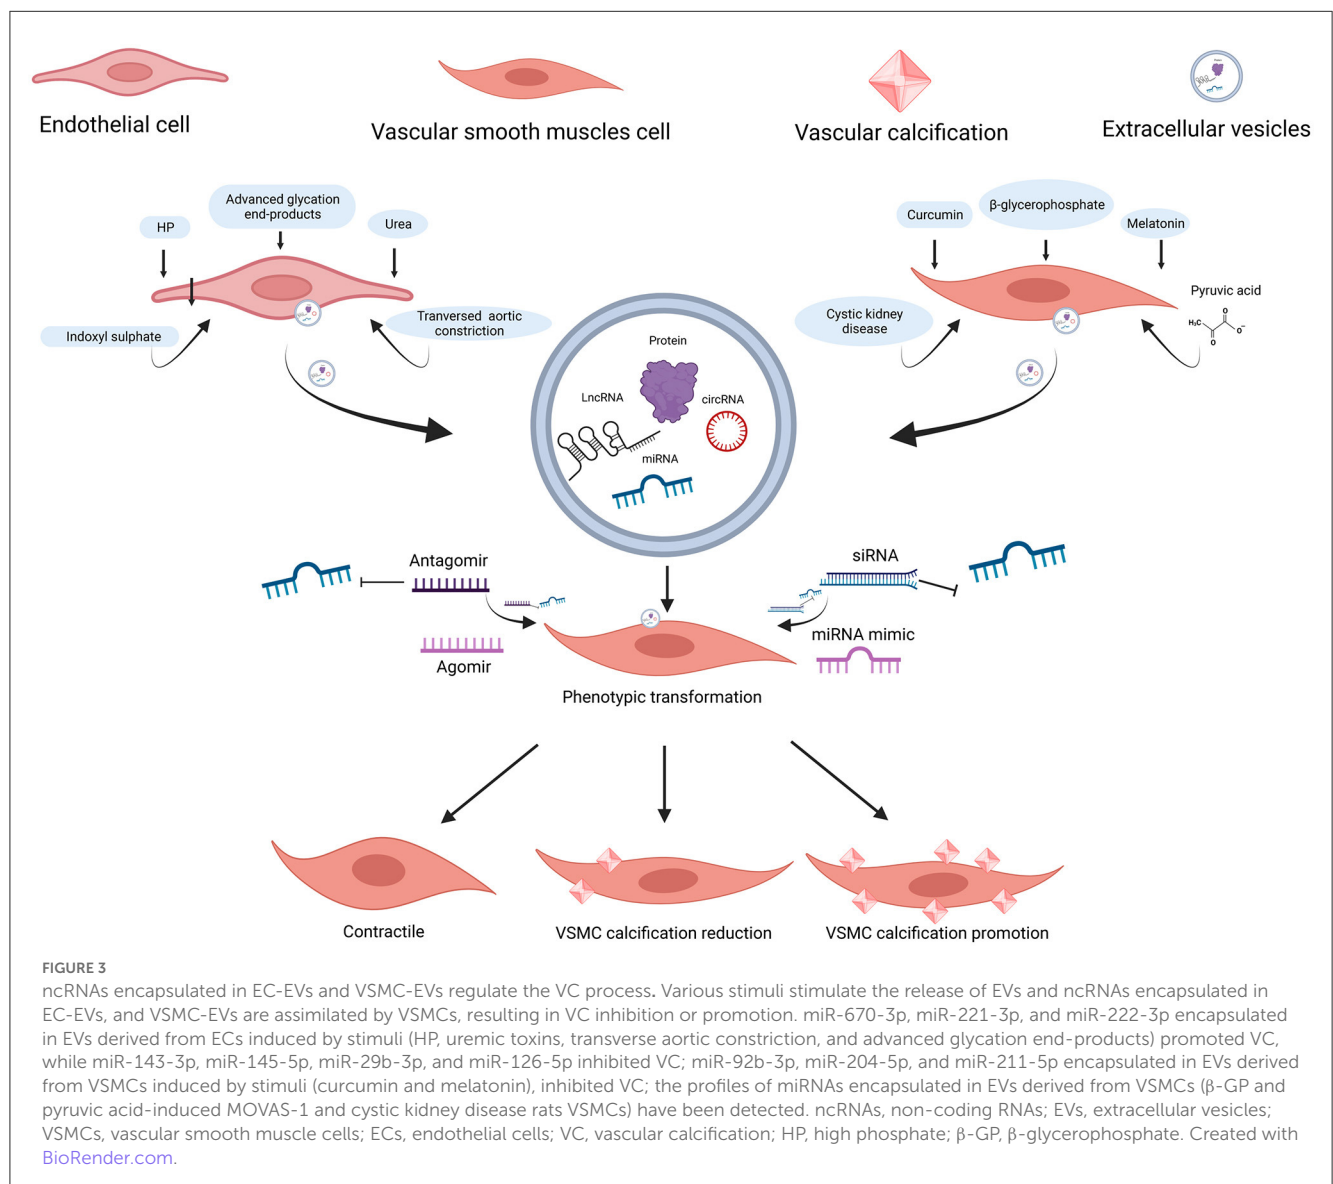 Endothelial cell
Vascular smooth muscles cell
Vascular calcification
Extracellular vesicles
HP
Advanced glycation
end-products
Urea
Indoxyl sulphate
Tranversed aortic
constriction
Curcumin
β-glycerophosphate
Melatonin
Cystic kidney
disease
Pyruvic acid
H₃C
O
O
O⁻
Protein
LncRNA
circRNA
miRNA
Antagomir
Agomir
siRNA
miRNA mimic
Phenotypic transformation
Contractile
VSMC calcification reduction
VSMC calcification promotion
FIGURE 3
ncRNAs encapsulated in EC-EVs and VSMC-EVs regulate the VC process. Various stimuli stimulate the release of EVs and ncRNAs encapsulated in
EC-EVs, and VSMC-EVs are assimilated by VSMCs, resulting in VC inhibition or promotion. miR-670-3p, miR-221-3p, and miR-222-3p encapsulated
in EVs derived from ECs induced by stimuli (HP, uremic toxins, transverse aortic constriction, and advanced glycation end-products) promoted VC,
while miR-143-3p, miR-145-5p, miR-29b-3p, and miR-126-5p inhibited VC; miR-92b-3p, miR-204-5p, and miR-211-5p encapsulated in EVs derived
from VSMCs induced by stimuli (curcumin and melatonin), inhibited VC; the profiles of miRNAs encapsulated in EVs derived from VSMCs (β-GP and
pyruvic acid-induced MOVAS-1 and cystic kidney disease rats VSMCs) have been detected. ncRNAs, non-coding RNAs; EVs, extracellular vesicles;
VSMCs, vascular smooth muscle cells; ECs, endothelial cells; VC, vascular calcification; HP, high phosphate; β-GP, β-glycerophosphate. Created with
BioRender.com.